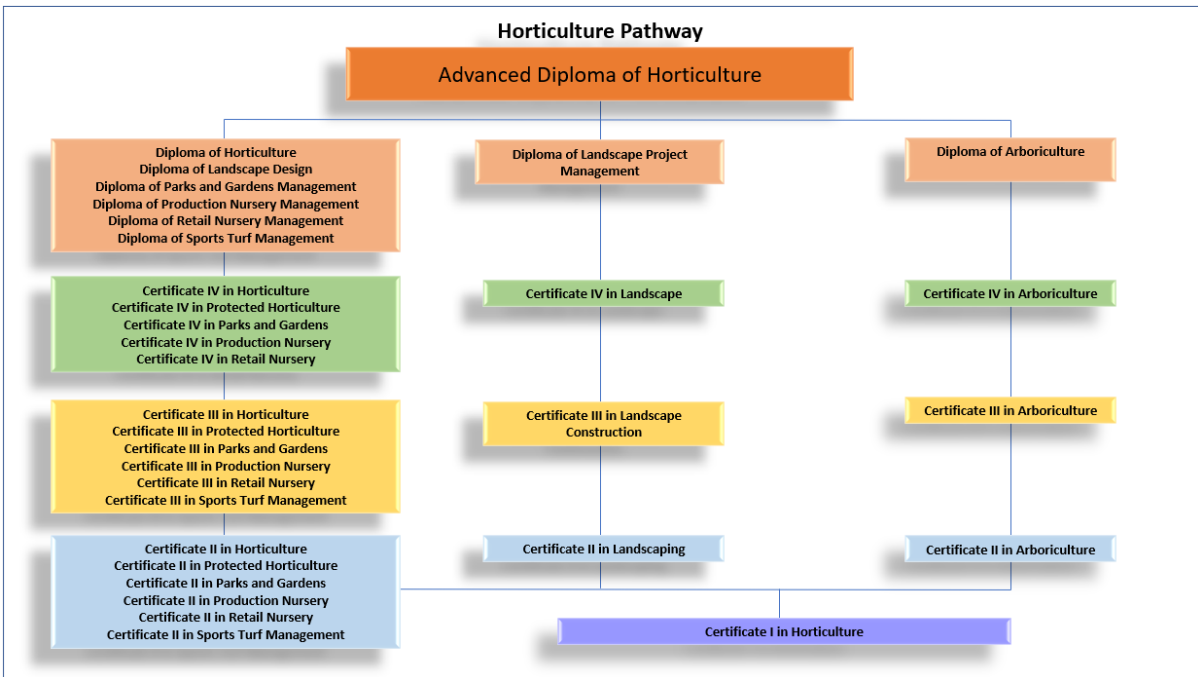 Horticulture Pathway
Advanced Diploma of Horticulture
Diploma of Horticulture
Diploma of Landscape Design
Diploma of Parks and Gardens Management
Diploma of Production Nursery Management
Diploma of Retail Nursery Management
Diploma of Sports Turf Management
Diploma of Landscape Project
Management
Diploma of Arboriculture
Certificate IV in Horticulture
Certificate IV in Protected Horticulture
Certificate IV in Parks and Gardens
Certificate IV in Production Nursery
Certificate IV in Retail Nursery
Certificate IV in Landscape
Certificate IV in Arboriculture
Certificate III in Horticulture
Certificate III in Protected Horticulture
Certificate III in Parks and Gardens
Certificate III in Production Nursery
Certificate III in Retail Nursery
Certificate III in Sports Turf Management
Certificate III in Landscape
Construction
Certificate III in Arboriculture
Certificate II in Horticulture
Certificate II in Protected Horticulture
Certificate II in Parks and Gardens
Certificate II in Production Nursery
Certificate II in Retail Nursery
Certificate II in Sports Turf Management
Certificate II in Landscaping
Certificate II in Arboriculture
Certificate I in Horticulture